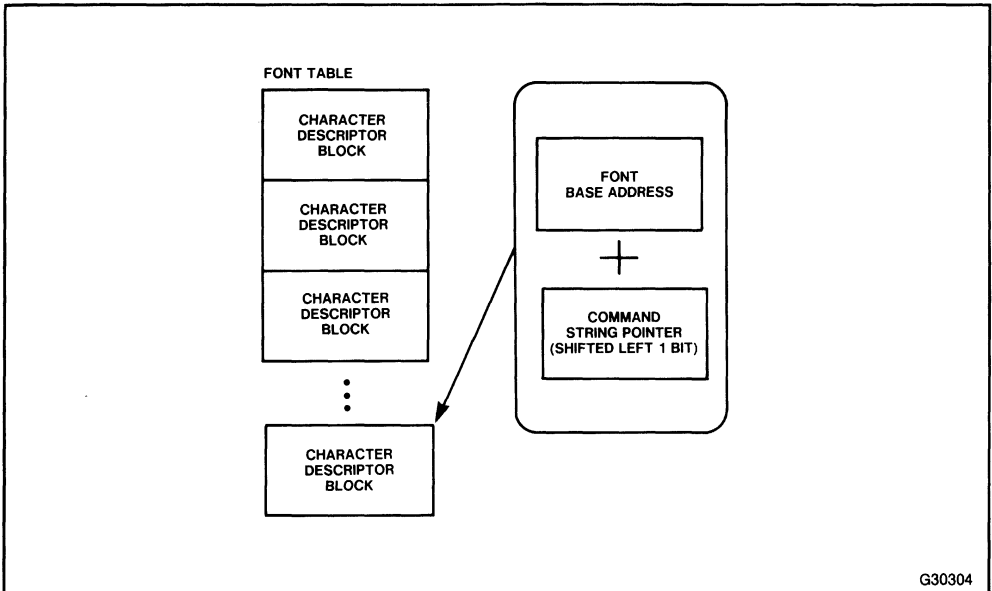 FONT TABLE
CHARACTER
DESCRIPTOR
BLOCK
CHARACTER
DESCRIPTOR
BLOCK
CHARACTER
DESCRIPTOR
BLOCK
CHARACTER
DESCRIPTOR
BLOCK
FONT
BASE ADDRESS
+
COMMAND
STRING POINTER
(SHIFTED LEFT 1 BIT)
G30304